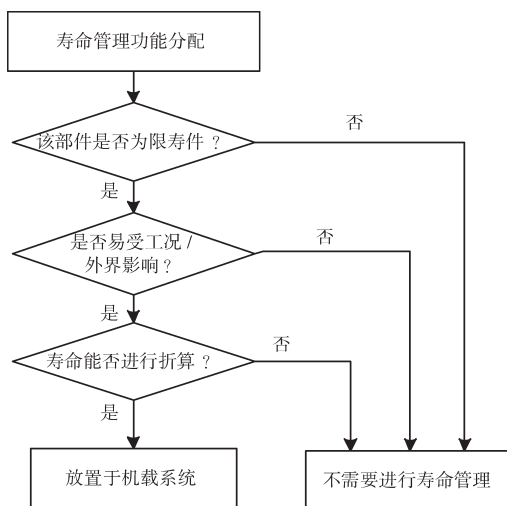 寿命管理功能分配
该部件是否为限寿件？
否
是
是否易受工况/
外界影响？
否
是
寿命能否进行折算？
否
是
放置于机载系统
不需要进行寿命管理